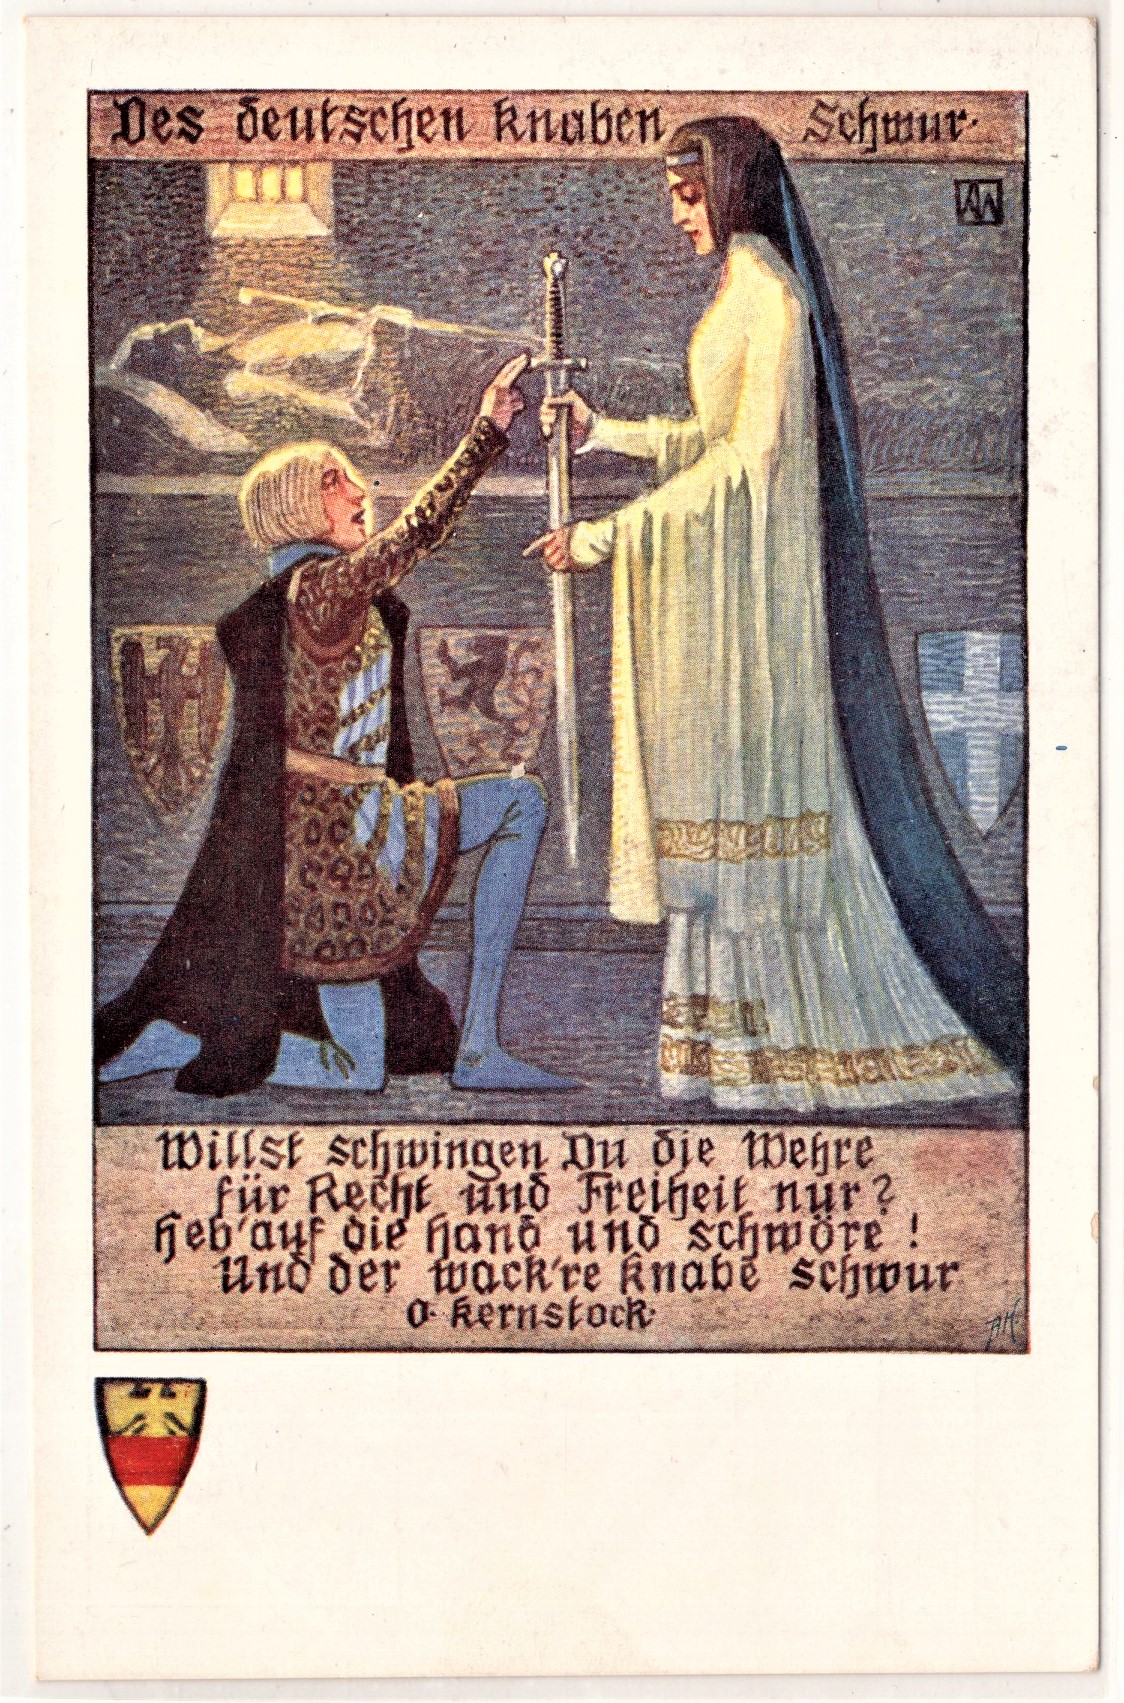 Des deutschen Knaben Schwur.
AW
Willst schwingen Du die Wehre
für Recht und Freiheit nur?
Heb' auf die Hand und schwöre!
Und der wack're Knabe schwur
O. Kernstock.